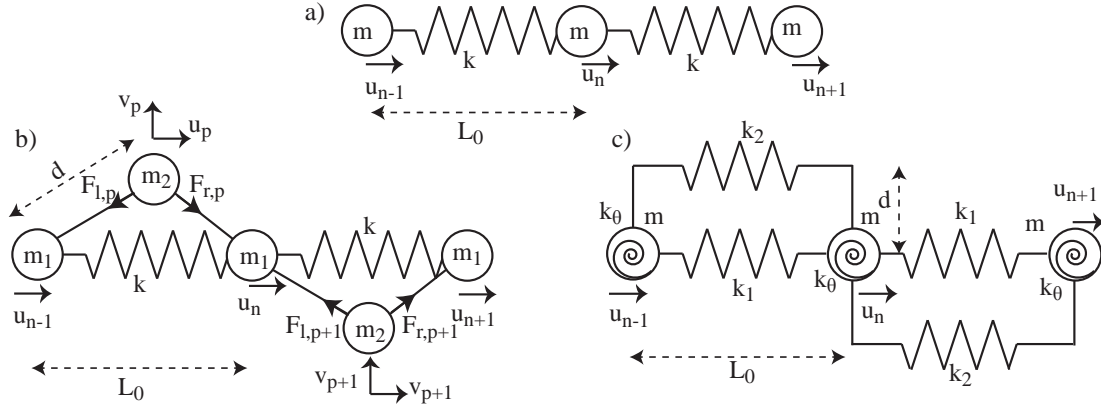 a)
m
m
m
k
k
u_{n-1}
u_n
u_{n+1}
L_0
b)
v_p
u_p
d
m_2
F_{l,p}
F_{r,p}
k
m_1
m_1
m_1
k
u_{n-1}
u_n
F_{l,p+1}
F_{r,p+1}
u_{n+1}
m_2
L_0
v_{p+1}
v_{p+1}
c)
k_2
d
u_{n+1}
k_θ
m
m
k_1
m
k_1
k_θ
k_θ
u_{n-1}
u_n
L_0
k_2